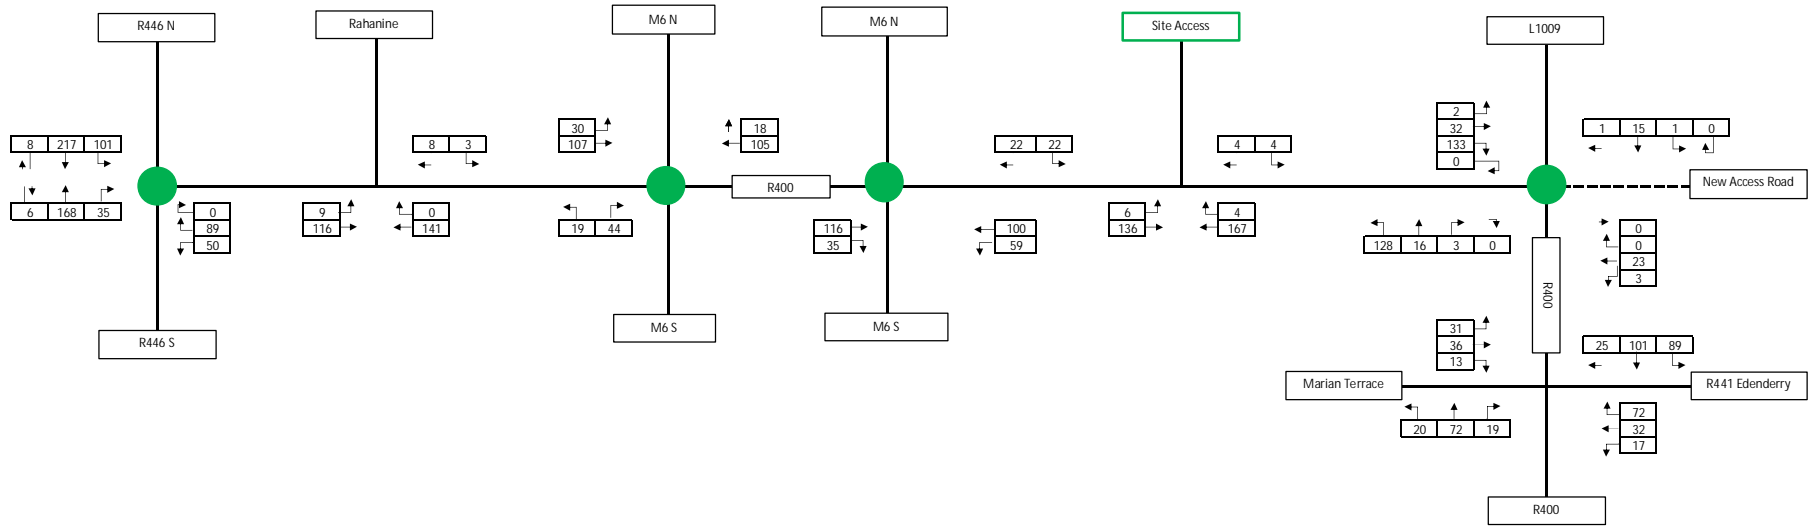 R446 N
Rahanine
M6 N
M6 N
Site Access
L1009
8 217 101
6 168 35
0
89
50
9
116
8 3
0
141
30
107
18
105
19 44
R400
116
35
22 22
100
59
6
136
4 4
4
167
2
32
133
0
1 15 1 0
New Access Road
128 16 3 0
0
0
23
3
R400
R446 S
M6 S
M6 S
31
36
13
25 101 89
Marian Terrace
R441 Edenderry
20 72 19
72
32
17
R400